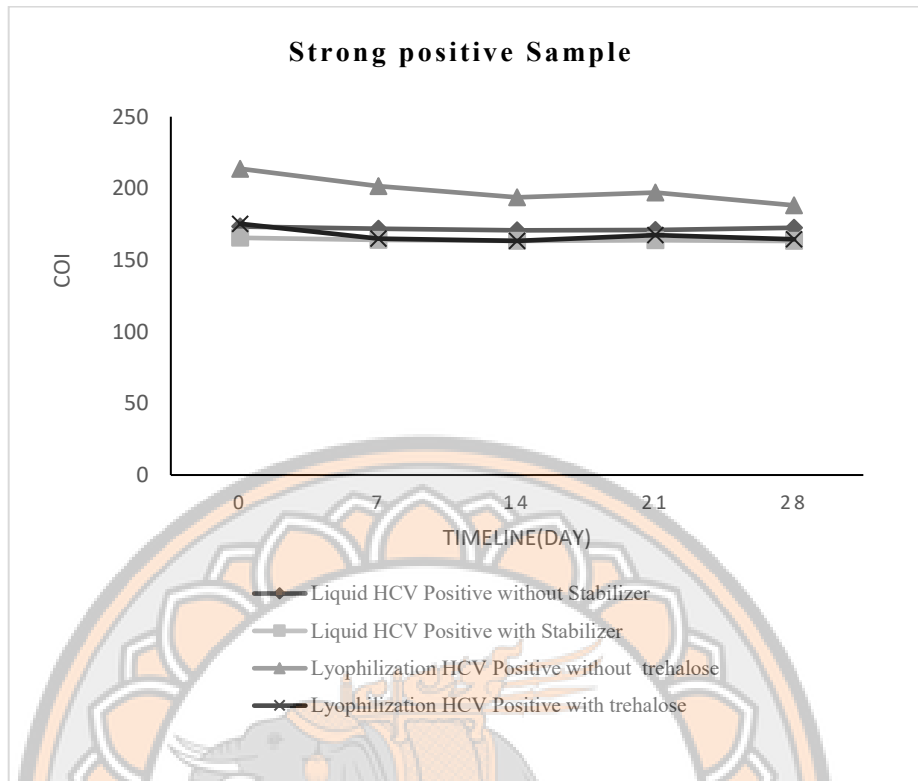 Strong positive Sample
250
200
150
100
50
0
COI
0 7 14 21 28
TIMELINE(DAY)
Liquid HCV Positive without Stabilizer
Liquid HCV Positive with Stabilizer
Lyophilization HCV Positive without trehalose
Lyophilization HCV Positive with trehalose